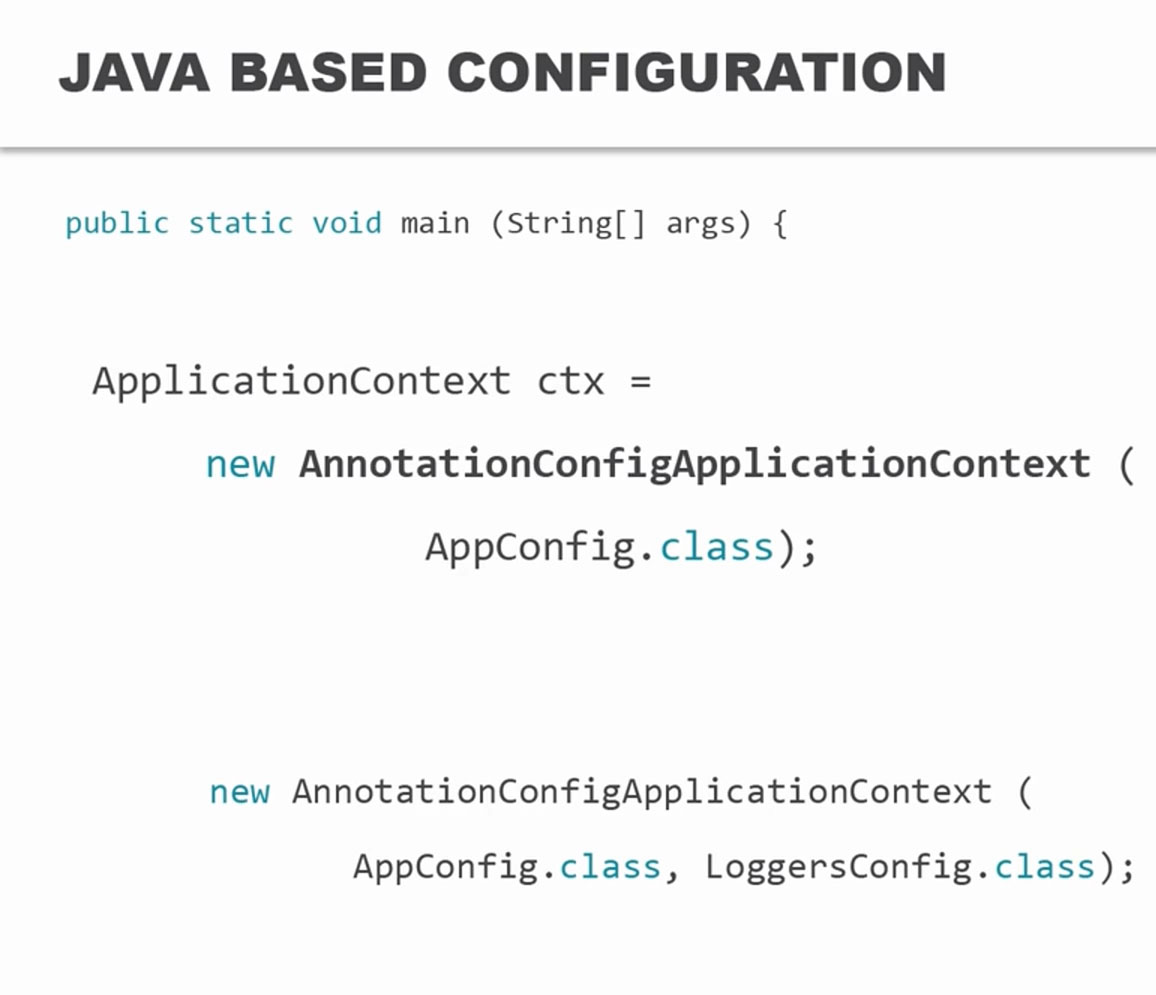 JAVA BASED CONFIGURATION
public static void main (String[] args) {
ApplicationContext ctx =
new AnnotationConfigApplicationContext (
AppConfig.class);
new AnnotationConfigApplicationContext (
AppConfig.class, LoggersConfig.class);